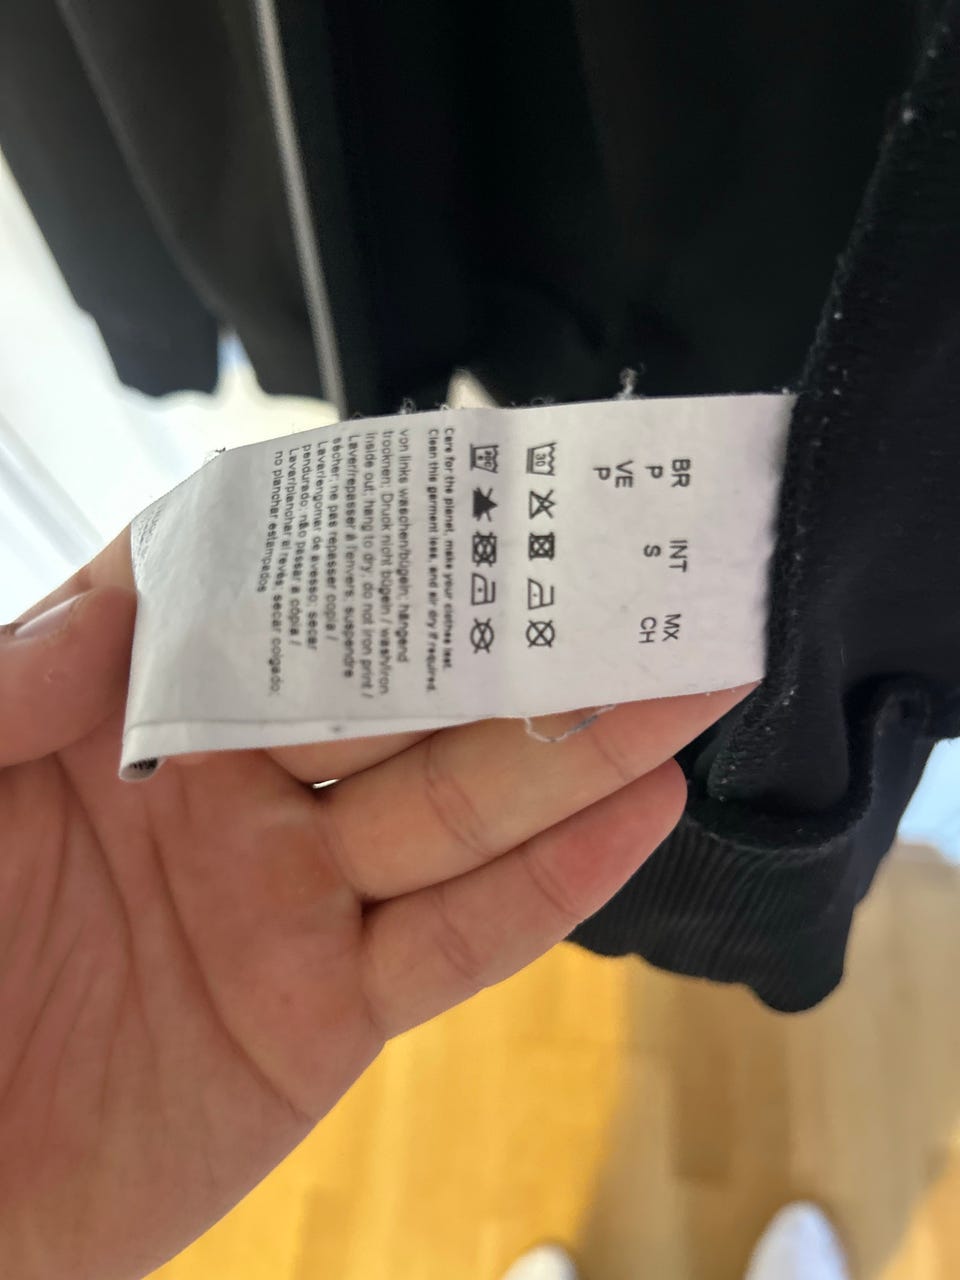 BR INT MX
P S CH
VE
P
30
Care for the planet, make your clothes last.
Clean this garment less, and air dry if required.
von links waschen/bügeln; hängend
trocknen; Druck nicht bügeln / wash/iron
inside out; hang to dry; do not iron print /
Laver/repasser à l'envers; suspendre
sécher; ne pas repasser copia /
Lavar/engomar de avesso; secar
pendurado; não passar a cópia /
Lavar/planchar al revés; secar colgado;
no planchar estampados